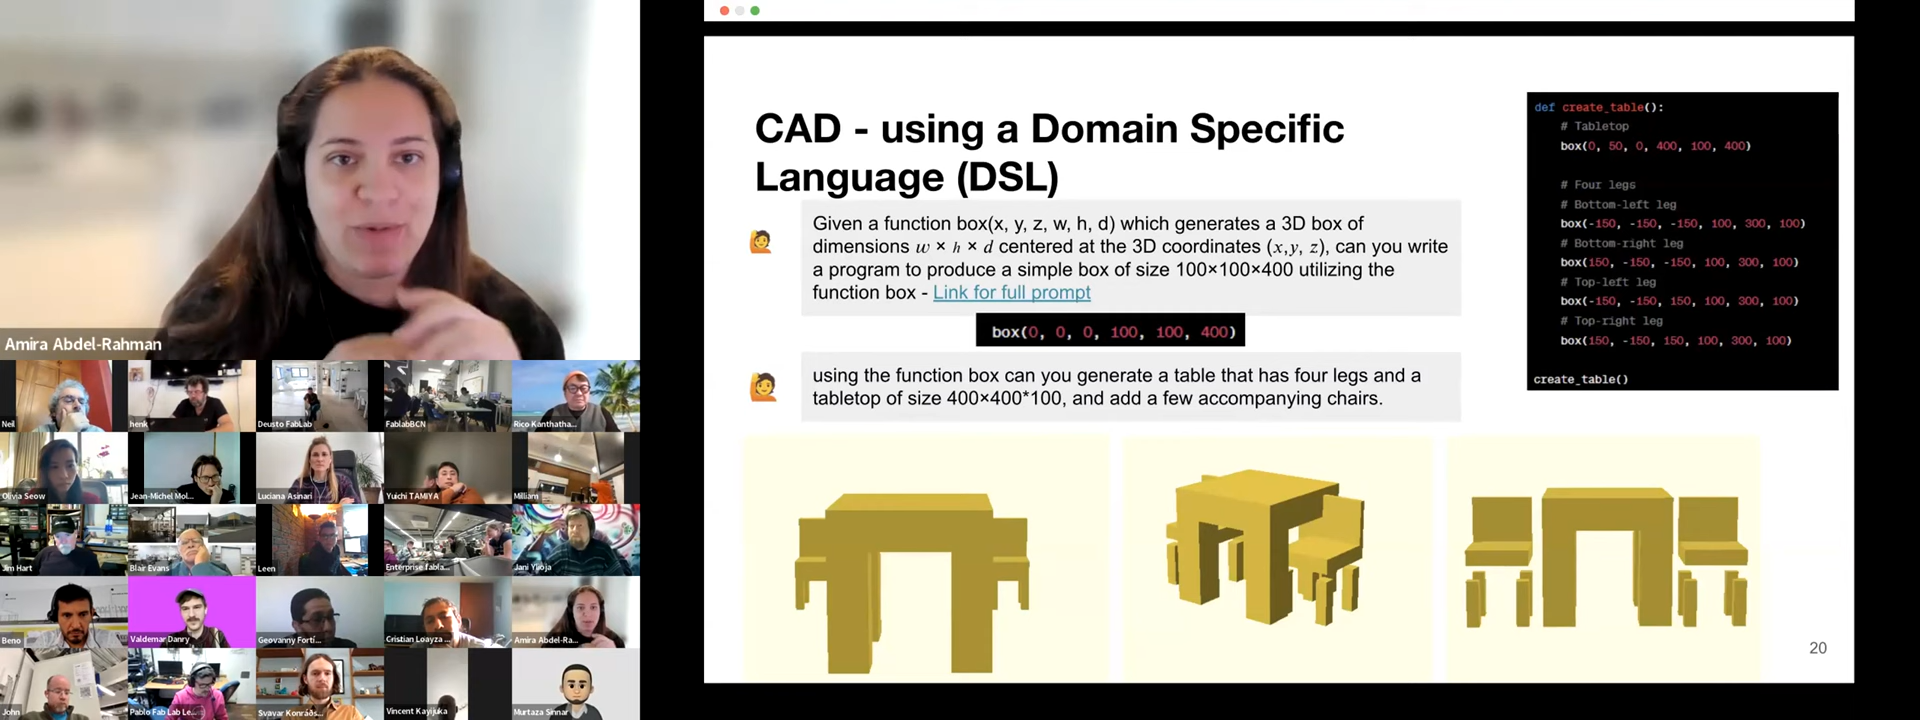 Amira Abdel-Rahman
Neil
henk
Deusto FabLab
FablabBCN
Rico Kanthatha...
Olivia Seow
Jean-Michel Mol...
Luciana Asinari
Yuichi TAMIYA
Milliam
Jim Hart
Blair Evans
Leen
Enterprise fabla...
Jani Ylioja
Beno
Valdemar Danry
Geovanny Forti...
Cristian Loayza ...
Amira Abdel-Ra...
John
Pablo Fab Lab Le...
Svavar Konráðs...
Vincent Kayijuka
Murtaza Sinnar
CAD - using a Domain Specific
Language (DSL)
Given a function box(x, y, z, w, h, d) which generates a 3D box of
dimensions w × h × d centered at the 3D coordinates (x,y, z), can you write
a program to produce a simple box of size 100×100×400 utilizing the
function box - Link for full prompt
box(0, 0, 0, 100, 100, 400)
using the function box can you generate a table that has four legs and a
tabletop of size 400×400*100, and add a few accompanying chairs.
def create_table():
# Tabletop
box(0, 50, 0, 400, 100, 400)
# Four legs
# Bottom-left leg
box(-150, -150, -150, 100, 300, 100)
# Bottom-right leg
box(150, -150, -150, 100, 300, 100)
# Top-left leg
box(-150, -150, 150, 100, 300, 100)
# Top-right leg
box(150, -150, 150, 100, 300, 100)
create_table()
20